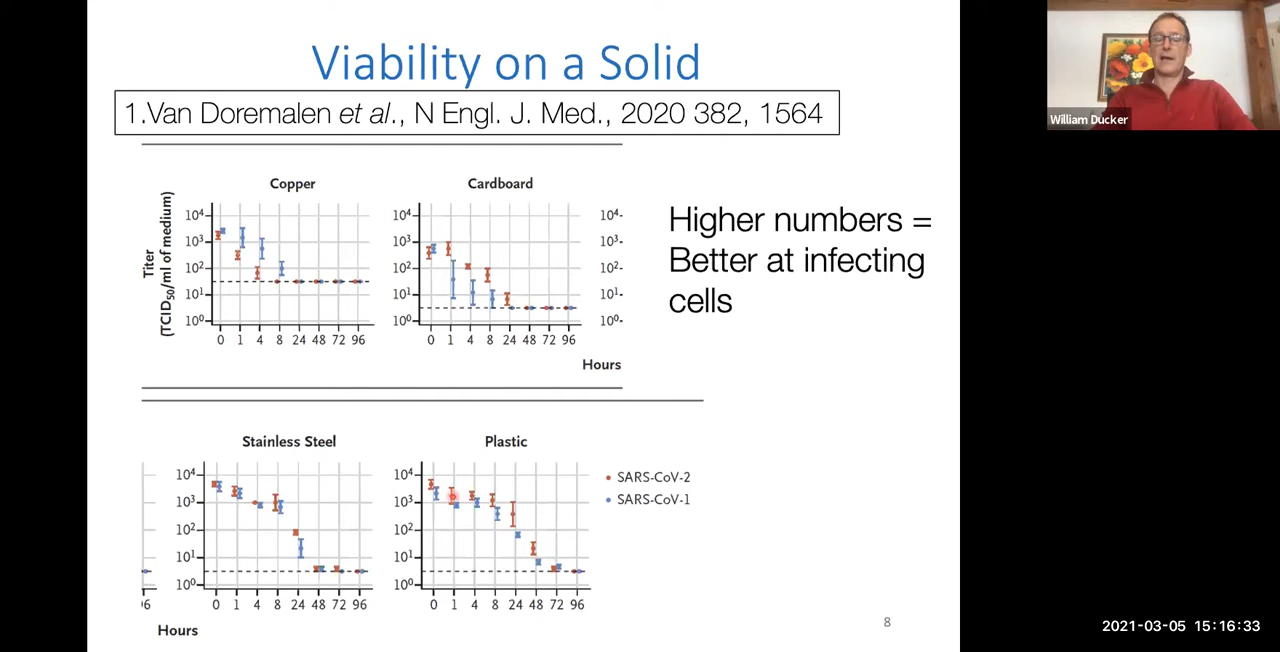 Viability on a Solid
1.Van Doremalen et al., N Engl. J. Med., 2020 382, 1564
William Ducker
Copper
Cardboard
Titer
(TCID50/ml of medium)
10⁴
10³
10²
10¹
10⁰
0 1 4 8 24 48 72 96
10⁴
10³
10²
10¹
10⁰
0 1 4 8 24 48 72 96
10⁴-
10³-
10²-
10¹-
10⁰-
Hours
Higher numbers =
Better at infecting
cells
Stainless Steel
Plastic
10⁴
10³
10²
10¹
10⁰
0 1 4 8 24 48 72 96
10⁴
10³
10²
10¹
10⁰
0 1 4 8 24 48 72 96
SARS-CoV-2
SARS-CoV-1
Hours
8
2021-03-05 15:16:33